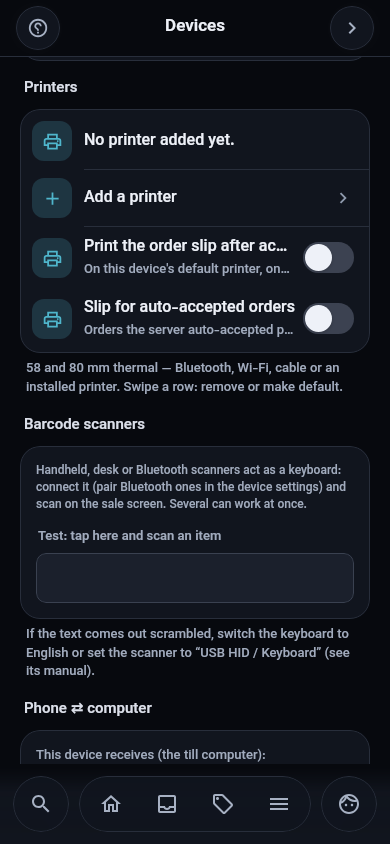 Devices
Printers
No printer added yet.
Add a printer
Print the order slip after ac...
On this device's default printer, on...
Slip for auto-accepted orders
Orders the server auto-accepted p...
58 and 80 mm thermal — Bluetooth, Wi-Fi, cable or an
installed printer. Swipe a row: remove or make default.
Barcode scanners
Handheld, desk or Bluetooth scanners act as a keyboard:
connect it (pair Bluetooth ones in the device settings) and
scan on the sale screen. Several can work at once.
Test: tap here and scan an item
If the text comes out scrambled, switch the keyboard to
English or set the scanner to “USB HID / Keyboard” (see
its manual).
Phone ⇄ computer
This device receives (the till computer):